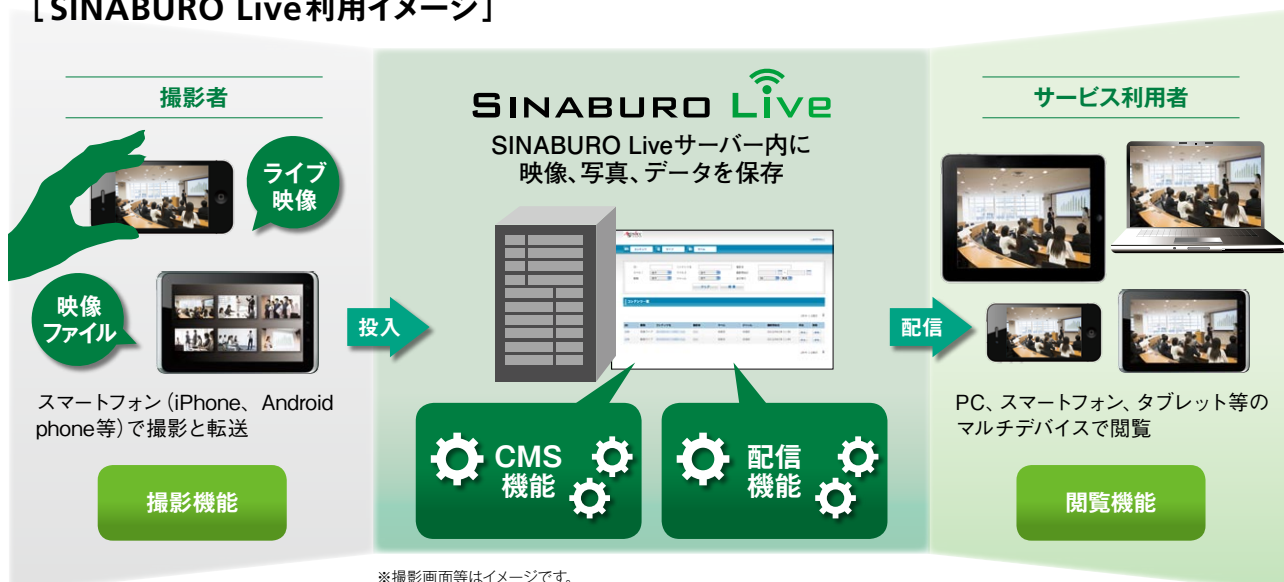 ［SINABURO Live利用イメージ］
撮影者
ライブ
映像
映像
ファイル
スマートフォン（iPhone、Android
phone等）で撮影と転送
撮影機能
投入
SINABURO Live
SINABURO Liveサーバー内に
映像、写真、データを保存
CMS
機能
配信
機能
配信
サービス利用者
PC、スマートフォン、タブレット等の
マルチデバイスで閲覧
閲覧機能
※撮影画面等はイメージです。